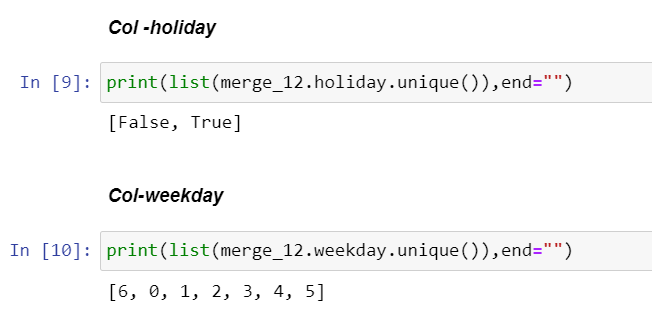 Col -holiday
In [9]: print(list(merge_12.holiday.unique()),end="")
[False, True]
Col-weekday
In [10]: print(list(merge_12.weekday.unique()),end="")
[6, 0, 1, 2, 3, 4, 5]